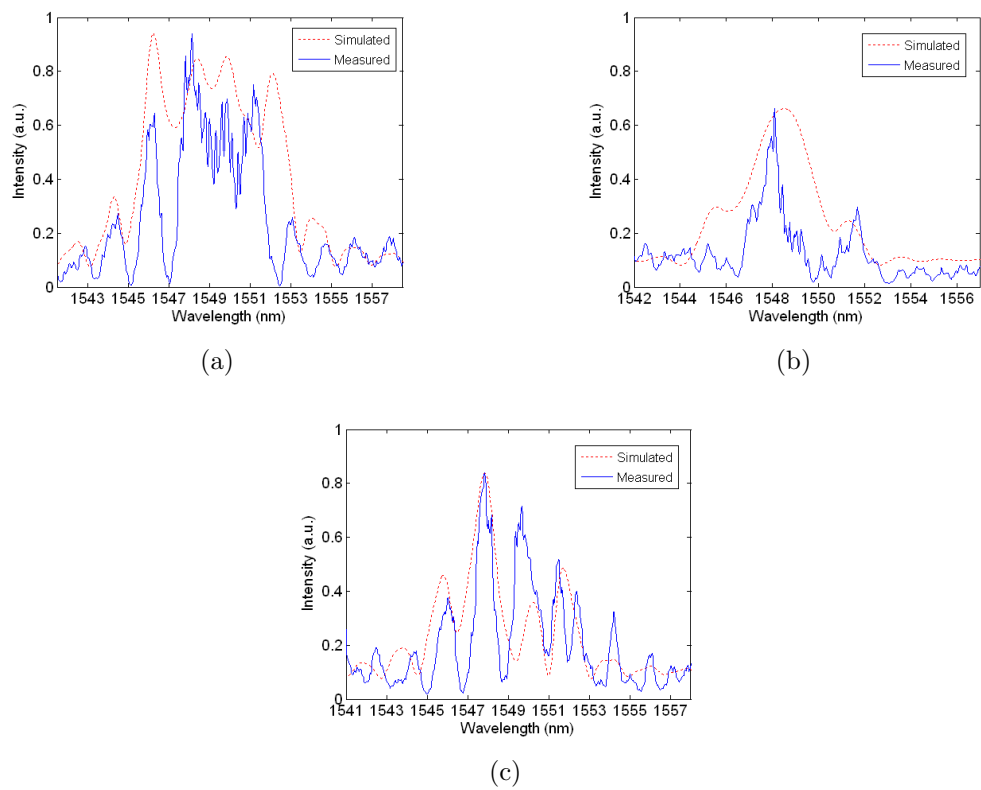 1
0.8
0.6
0.4
0.2
0
Intensity (a.u.)
1543 1545 1547 1549 1551 1553 1555 1557
Wavelength (nm)
Simulated
Measured
(a)
1
0.8
0.6
0.4
0.2
0
Intensity (a.u.)
1542 1544 1546 1548 1550 1552 1554 1556
Wavelength (nm)
Simulated
Measured
(b)
1
0.8
0.6
0.4
0.2
0
Intensity (a.u.)
1541 1543 1545 1547 1549 1551 1553 1555 1557
Wavelength (nm)
Simulated
Measured
(c)